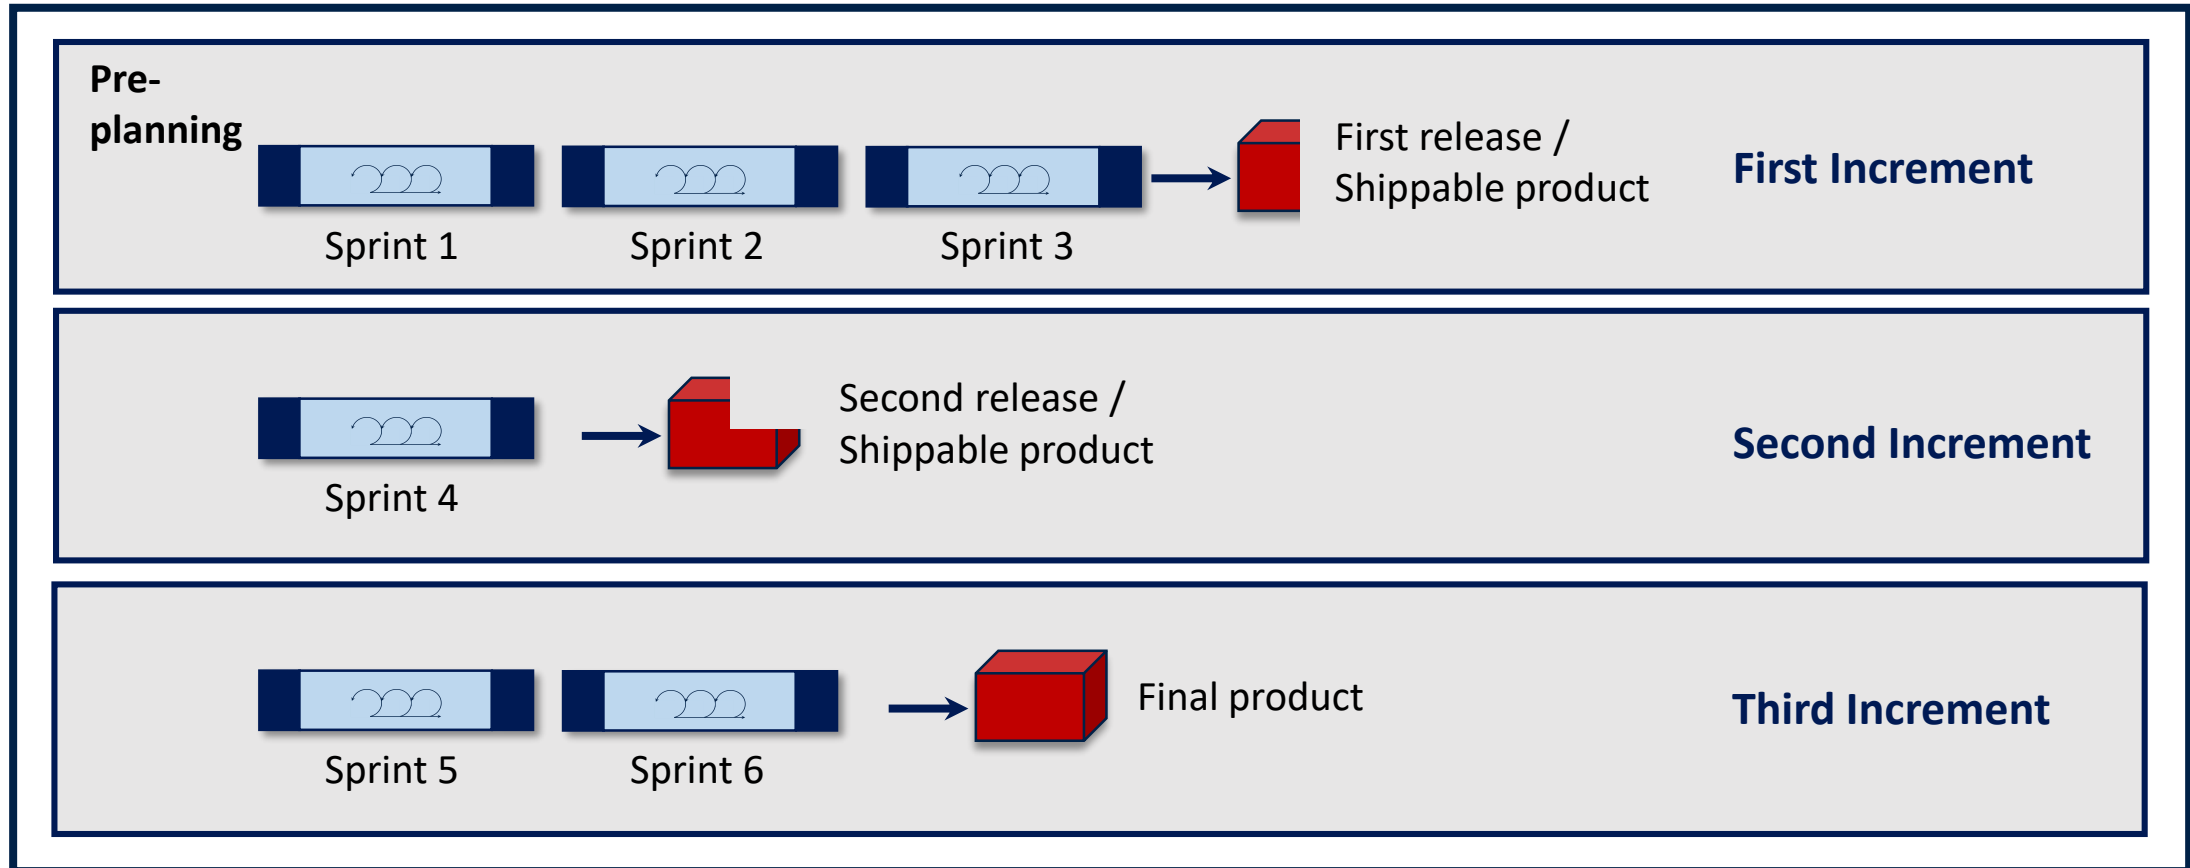 Pre-
planning
Sprint 1
Sprint 2
Sprint 3
First release /
Shippable product
First Increment
Sprint 4
Second release /
Shippable product
Second Increment
Sprint 5
Sprint 6
Final product
Third Increment